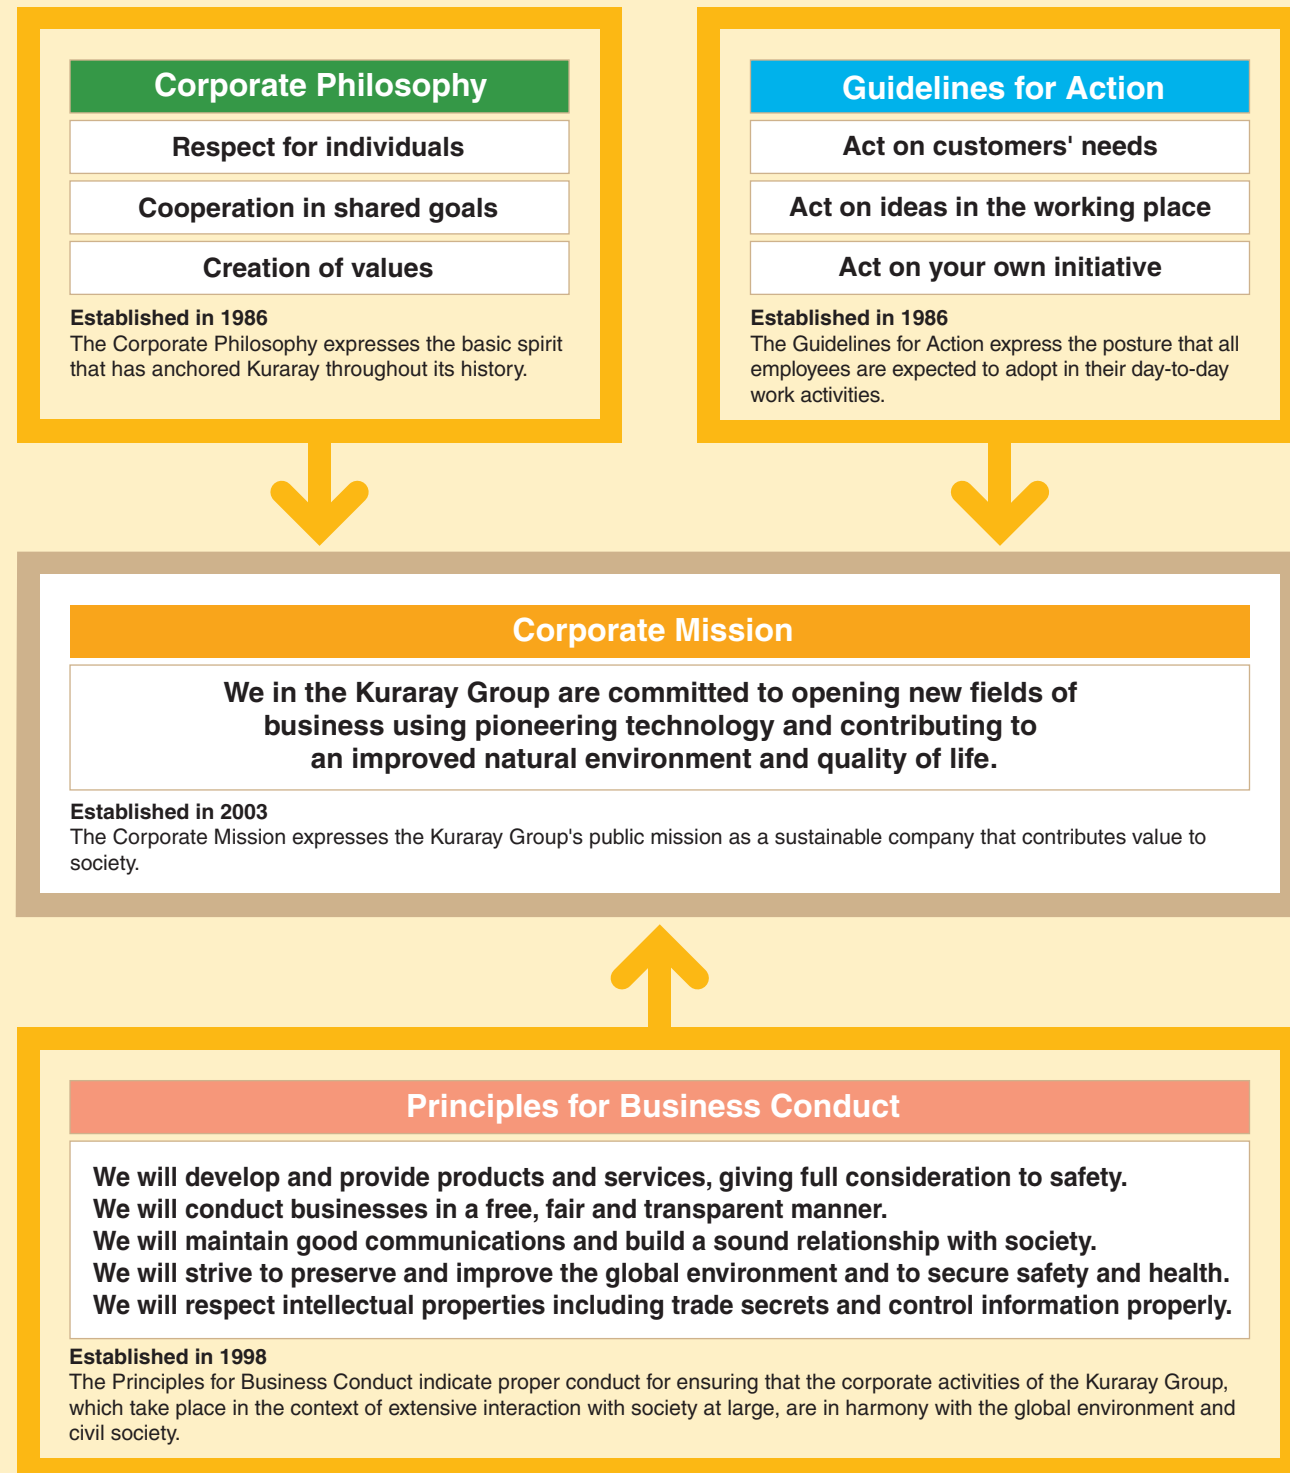 Corporate Philosophy
Respect for individuals
Cooperation in shared goals
Creation of values
Established in 1986
The Corporate Philosophy expresses the basic spirit
that has anchored Kuraray throughout its history.
Guidelines for Action
Act on customers' needs
Act on ideas in the working place
Act on your own initiative
Established in 1986
The Guidelines for Action express the posture that all
employees are expected to adopt in their day-to-day
work activities.
Corporate Mission
We in the Kuraray Group are committed to opening new fields of
business using pioneering technology and contributing to
an improved natural environment and quality of life.
Established in 2003
The Corporate Mission expresses the Kuraray Group's public mission as a sustainable company that contributes value to
society.
Principles for Business Conduct
We will develop and provide products and services, giving full consideration to safety.
We will conduct businesses in a free, fair and transparent manner.
We will maintain good communications and build a sound relationship with society.
We will strive to preserve and improve the global environment and to secure safety and health.
We will respect intellectual properties including trade secrets and control information properly.
Established in 1998
The Principles for Business Conduct indicate proper conduct for ensuring that the corporate activities of the Kuraray Group,
which take place in the context of extensive interaction with society at large, are in harmony with the global environment and
civil society.